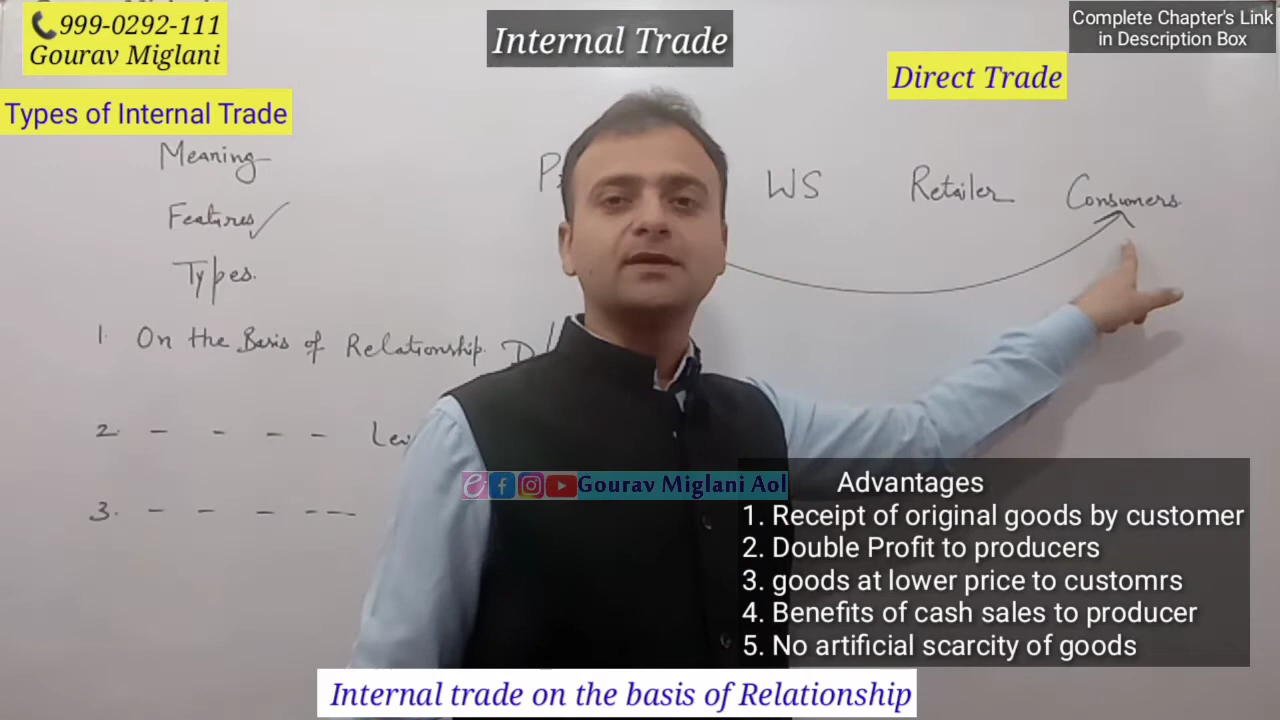 999-0292-111
Gourav Miglani
Internal Trade
Complete Chapter's Link
in Description Box
Direct Trade
Types of Internal Trade
Meaning
Features
Types.
WS
Retailer
Consumers
1. On the Basis of Relationship.
2.
3.
Gourav Miglani Aol
Advantages
1. Receipt of original goods by customer
2. Double Profit to producers
3. goods at lower price to customrs
4. Benefits of cash sales to producer
5. No artificial scarcity of goods
Internal trade on the basis of Relationship